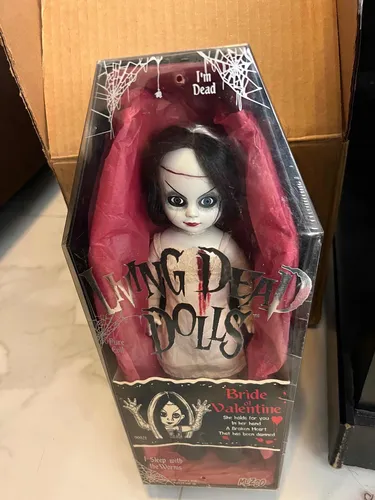 I'm
Dead
LIVING DEAD
DOLLS
Bride
of
Valentine
She holds for you
In her hand
A Broken Heart
That has been damned
I Sleep with
the Worms
MEZCO